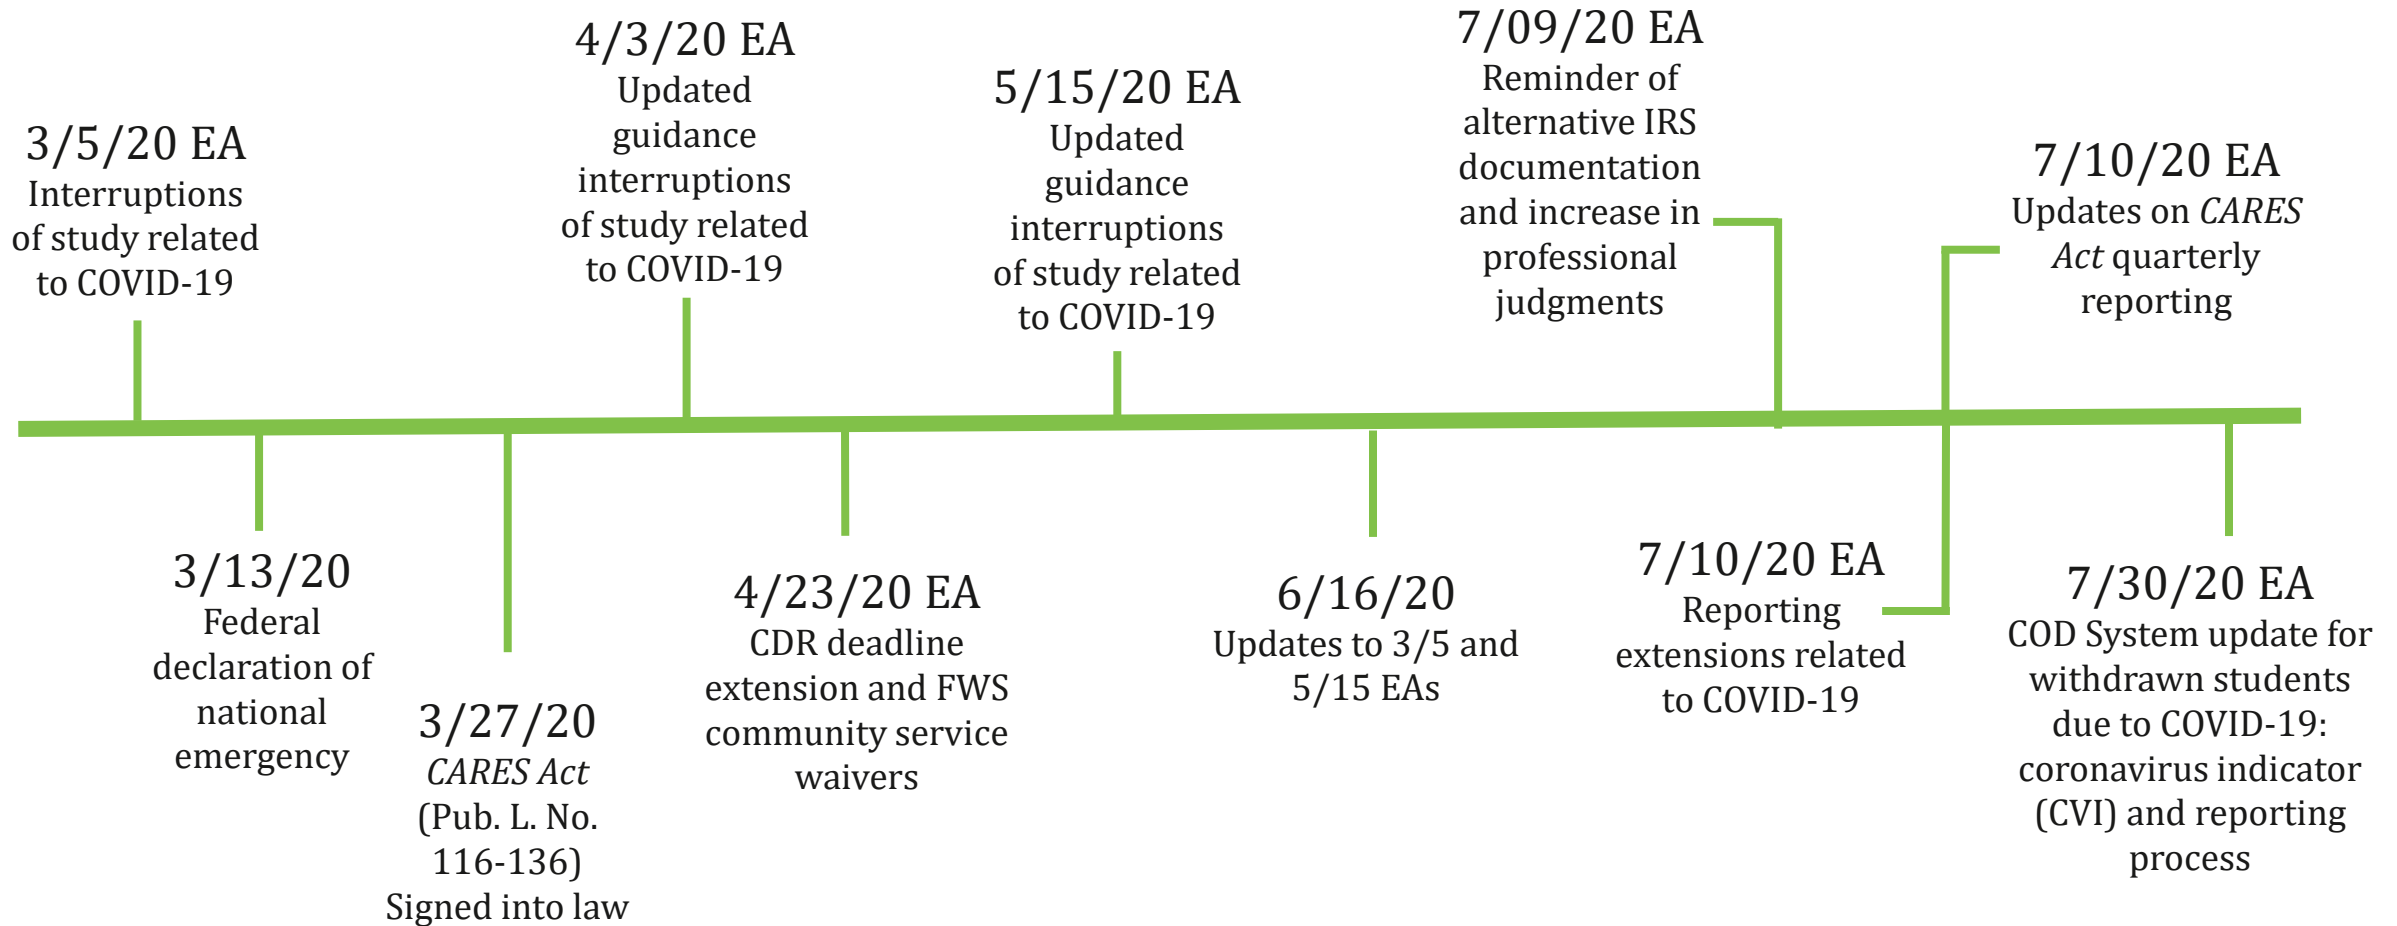 3/5/20 EA
Interruptions
of study related
to COVID-19
3/13/20
Federal
declaration of
national
emergency
3/27/20
CARES Act
(Pub. L. No.
116-136)
Signed into law
4/3/20 EA
Updated
guidance
interruptions
of study related
to COVID-19
4/23/20 EA
CDR deadline
extension and FWS
community service
waivers
5/15/20 EA
Updated
guidance
interruptions
of study related
to COVID-19
6/16/20
Updates to 3/5 and
5/15 EAs
7/09/20 EA
Reminder of
alternative IRS
documentation
and increase in
professional
judgments
7/10/20 EA
Reporting
extensions related
to COVID-19
7/10/20 EA
Updates on CARES
Act quarterly
reporting
7/30/20 EA
COD System update for
withdrawn students
due to COVID-19:
coronavirus indicator
(CVI) and reporting
process